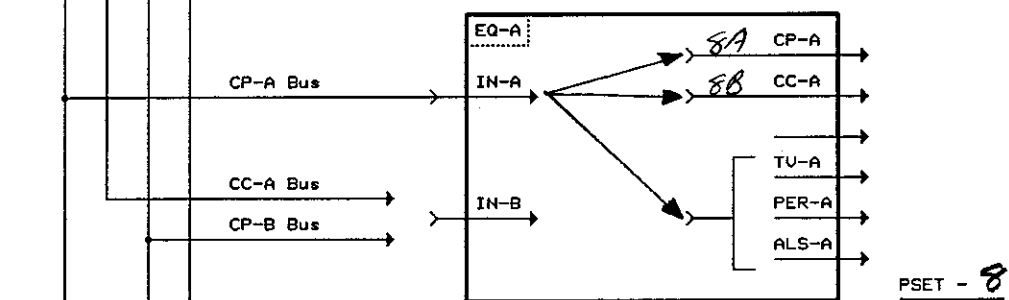 EQ-A
8A CP-A
CP-A Bus IN-A 8B CC-A
TV-A
CC-A Bus IN-B PER-A
CP-B Bus ALS-A
PSET - 8